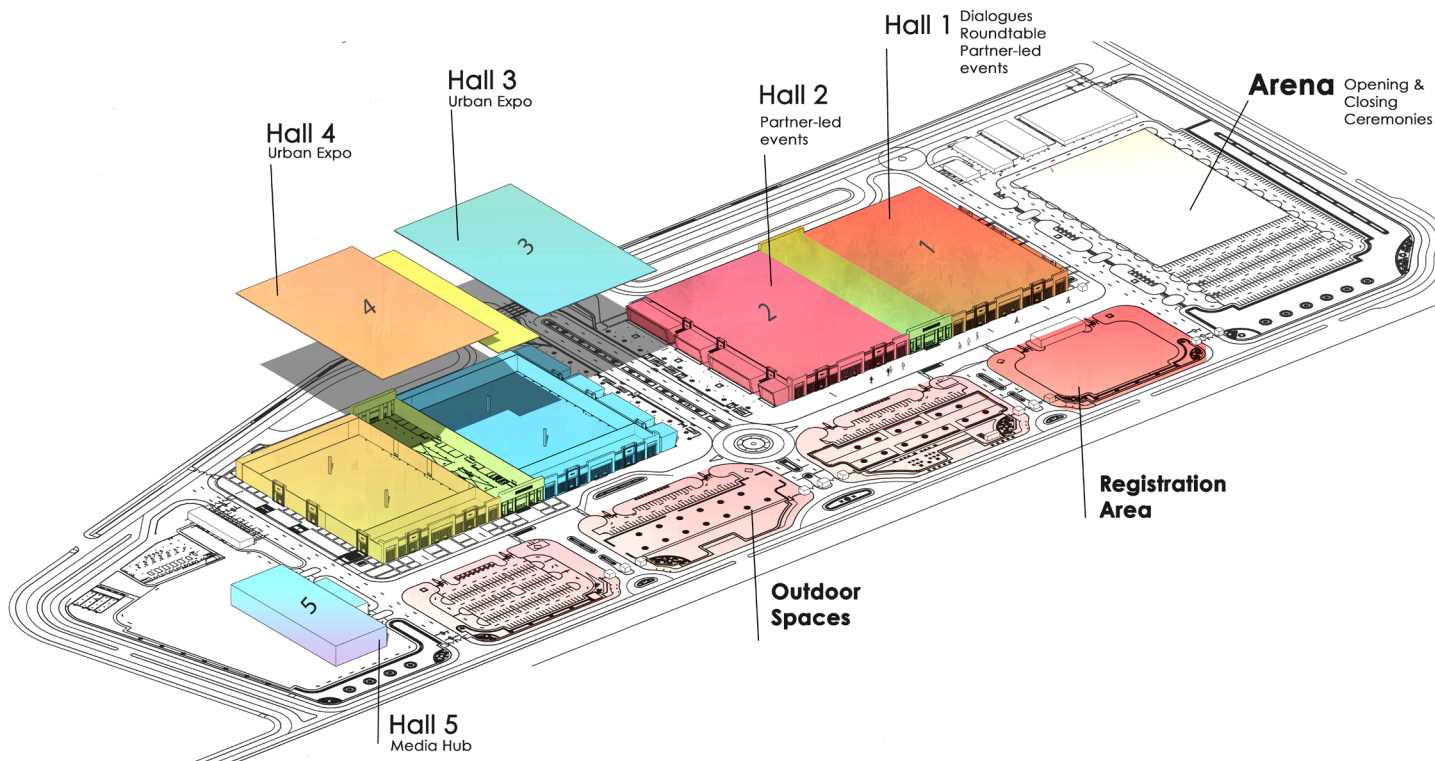 Hall 1
Dialogues
Roundtable
Partner-led
events
Arena
Opening &
Closing
Ceremonies
Hall 3
Urban Expo
Hall 2
Partner-led
events
Hall 4
Urban Expo
3
4
1
2
5
Registration
Area
Outdoor
Spaces
Hall 5
Media Hub